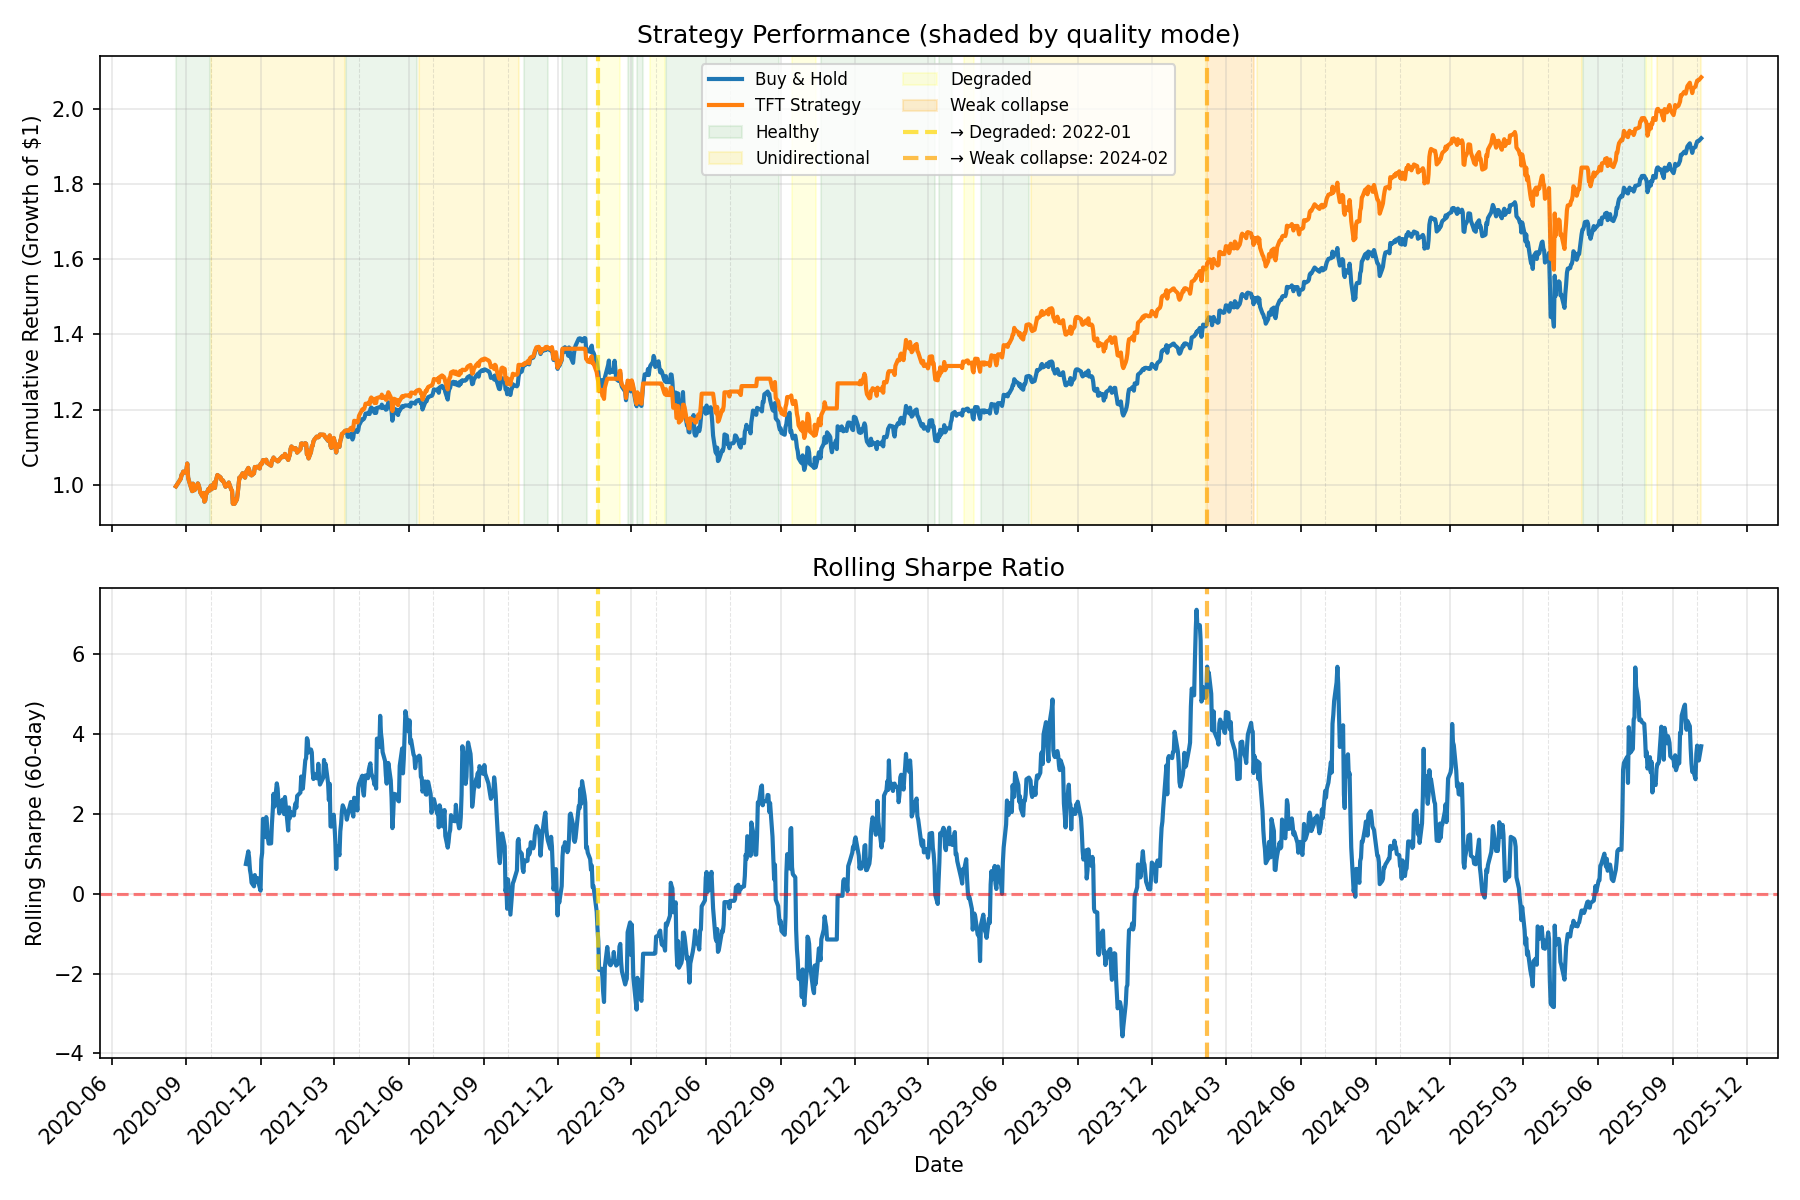 Strategy Performance (shaded by quality mode)
Cumulative Return (Growth of $1)
2.0
1.8
1.6
1.4
1.2
1.0
Buy & Hold
TFT Strategy
Healthy
Unidirectional
Degraded
Weak collapse
→ Degraded: 2022-01
→ Weak collapse: 2024-02
Rolling Sharpe Ratio
Rolling Sharpe (60-day)
6
4
2
0
−2
−4
2020-06
2020-09
2020-12
2021-03
2021-06
2021-09
2021-12
2022-03
2022-06
2022-09
2022-12
2023-03
2023-06
2023-09
2023-12
2024-03
2024-06
2024-09
2024-12
2025-03
2025-06
2025-09
2025-12
Date